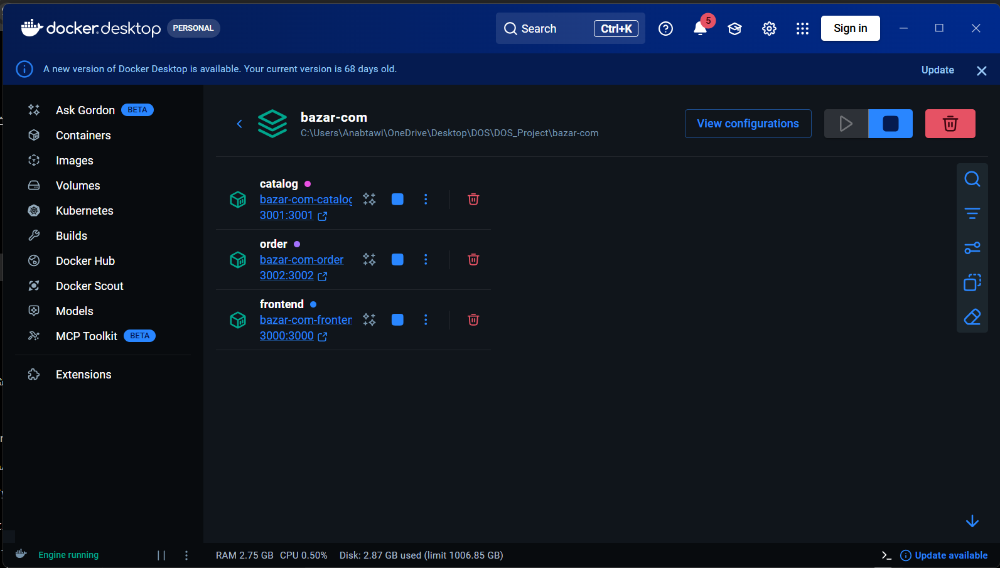 docker.desktop PERSONAL
Search Ctrl+K
5
Sign in
A new version of Docker Desktop is available. Your current version is 68 days old.
Update
Ask Gordon BETA
Containers
Images
Volumes
Kubernetes
Builds
Docker Hub
Docker Scout
Models
MCP Toolkit BETA
Extensions
bazar-com
C:\Users\Anabtawi\OneDrive\Desktop\DOS\DOS_Project\bazar-com
View configurations
catalog
bazar-com-catalog
3001:3001
order
bazar-com-order
3002:3002
frontend
bazar-com-fronten
3000:3000
Engine running
RAM 2.75 GB CPU 0.50% Disk: 2.87 GB used (limit 1006.85 GB)
Update available